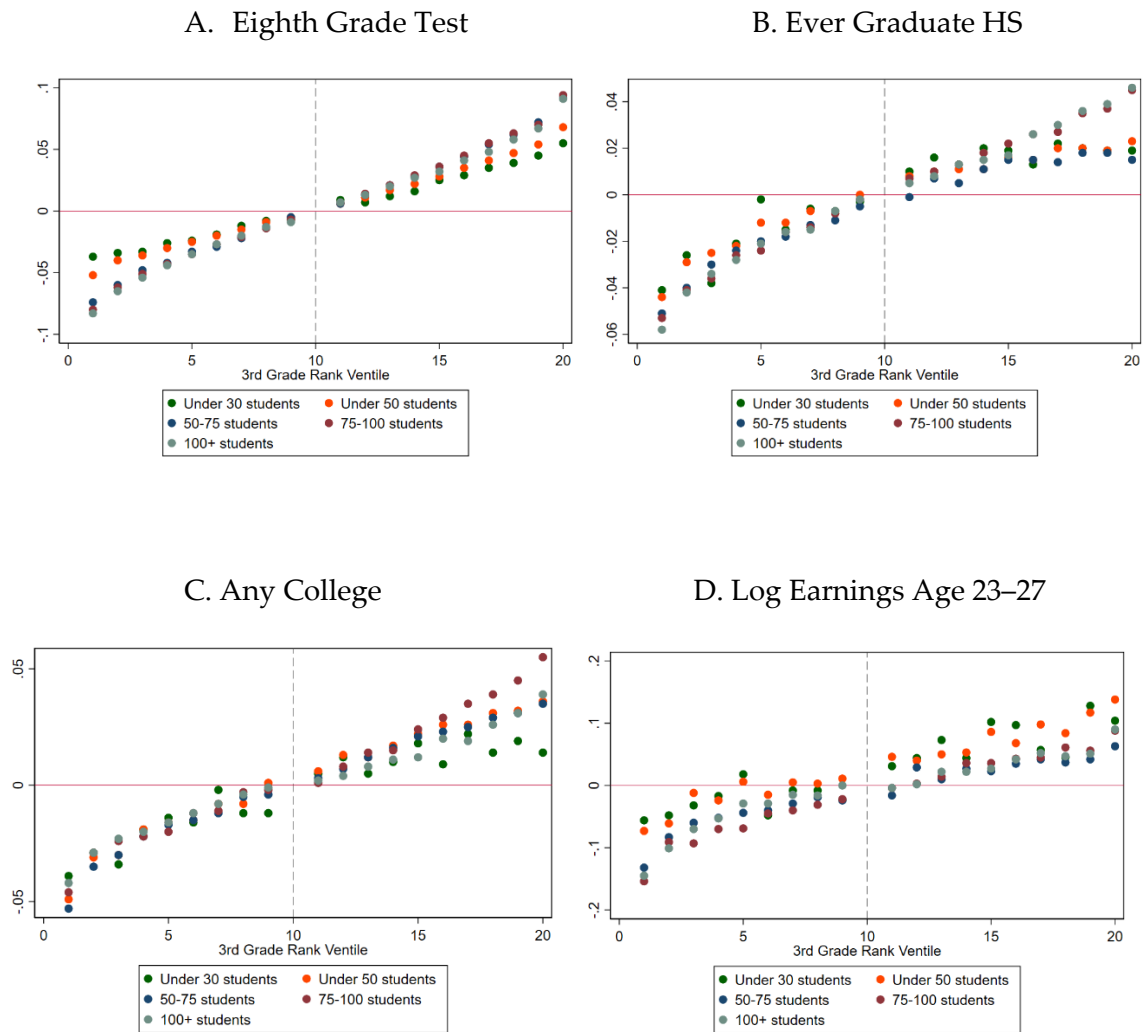 A. Eighth Grade Test
.1
.05
0
-.05
-.1
0 5 10 15 20
3rd Grade Rank Ventile
Under 30 students Under 50 students
50-75 students 75-100 students
100+ students
B. Ever Graduate HS
.04
.02
0
-.02
-.04
-.06
0 5 10 15 20
3rd Grade Rank Ventile
Under 30 students Under 50 students
50-75 students 75-100 students
100+ students
C. Any College
.05
0
-.05
0 5 10 15 20
3rd Grade Rank Ventile
Under 30 students Under 50 students
50-75 students 75-100 students
100+ students
D. Log Earnings Age 23–27
.2
.1
0
-.1
-.2
0 5 10 15 20
3rd Grade Rank Ventile
Under 30 students Under 50 students
50-75 students 75-100 students
100+ students